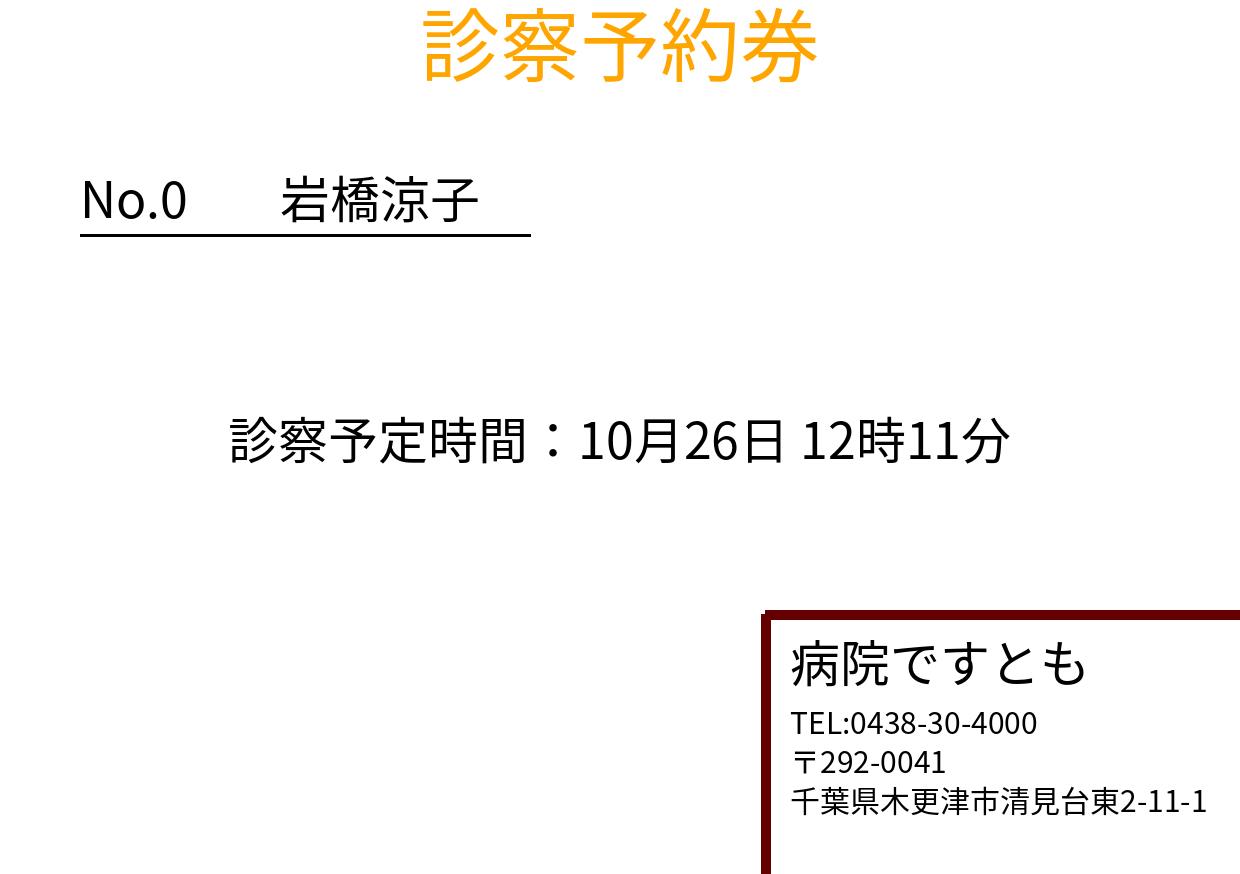 診察予約券
No.0 岩橋涼子
診察予定時間：10月26日 12時11分
病院ですとも
TEL:0438-30-4000
〒292-0041
千葉県木更津市清見台東2-11-1